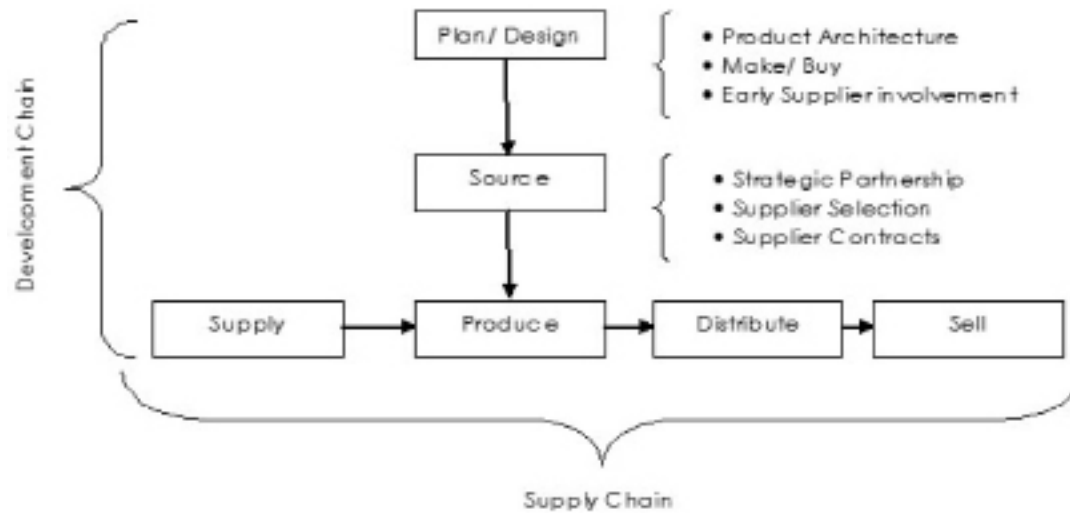 Plan/ Design
• Product Architecture
• Make/ Buy
• Early Supplier involvement
Development Chain
Source
• Strategic Partnership
• Supplier Selection
• Supplier Contracts
Supply
Produce
Distribute
Sell
Supply Chain